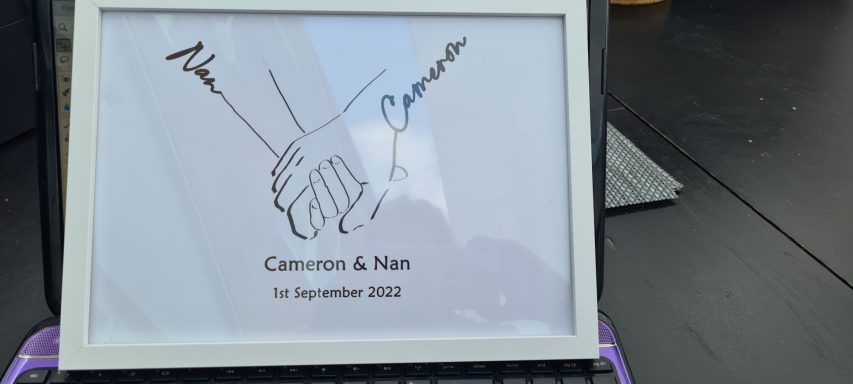 Nan
Cameron
Cameron & Nan
1st September 2022